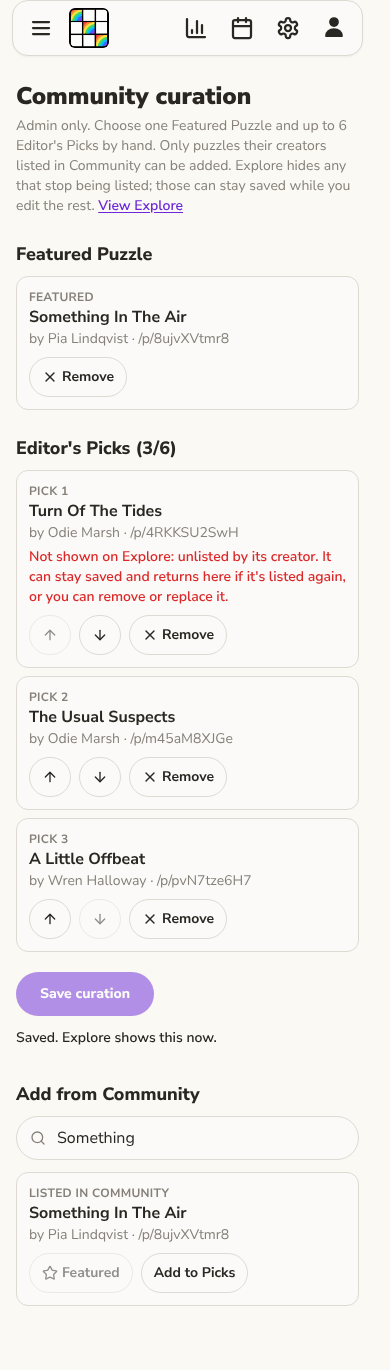 Community curation
Admin only. Choose one Featured Puzzle and up to 6
Editor's Picks by hand. Only puzzles their creators
listed in Community can be added. Explore hides any
that stop being listed; those can stay saved while you
edit the rest. View Explore
Featured Puzzle
FEATURED
Something In The Air
by Pia Lindqvist · /p/8ujvXVtmr8
Remove
Editor's Picks (3/6)
PICK 1
Turn Of The Tides
by Odie Marsh · /p/4RKKSU2SwH
Not shown on Explore: unlisted by its creator. It
can stay saved and returns here if it's listed again,
or you can remove or replace it.
Remove
PICK 2
The Usual Suspects
by Odie Marsh · /p/m45aM8XJGe
Remove
PICK 3
A Little Offbeat
by Wren Halloway · /p/pvN7tze6H7
Remove
Save curation
Saved. Explore shows this now.
Add from Community
Something
LISTED IN COMMUNITY
Something In The Air
by Pia Lindqvist · /p/8ujvXVtmr8
Featured Add to Picks